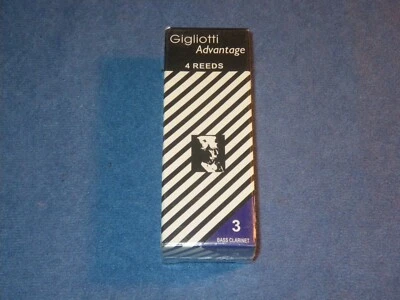 Gigliotti
Advantage
4 REEDS
3
BASS CLARINET